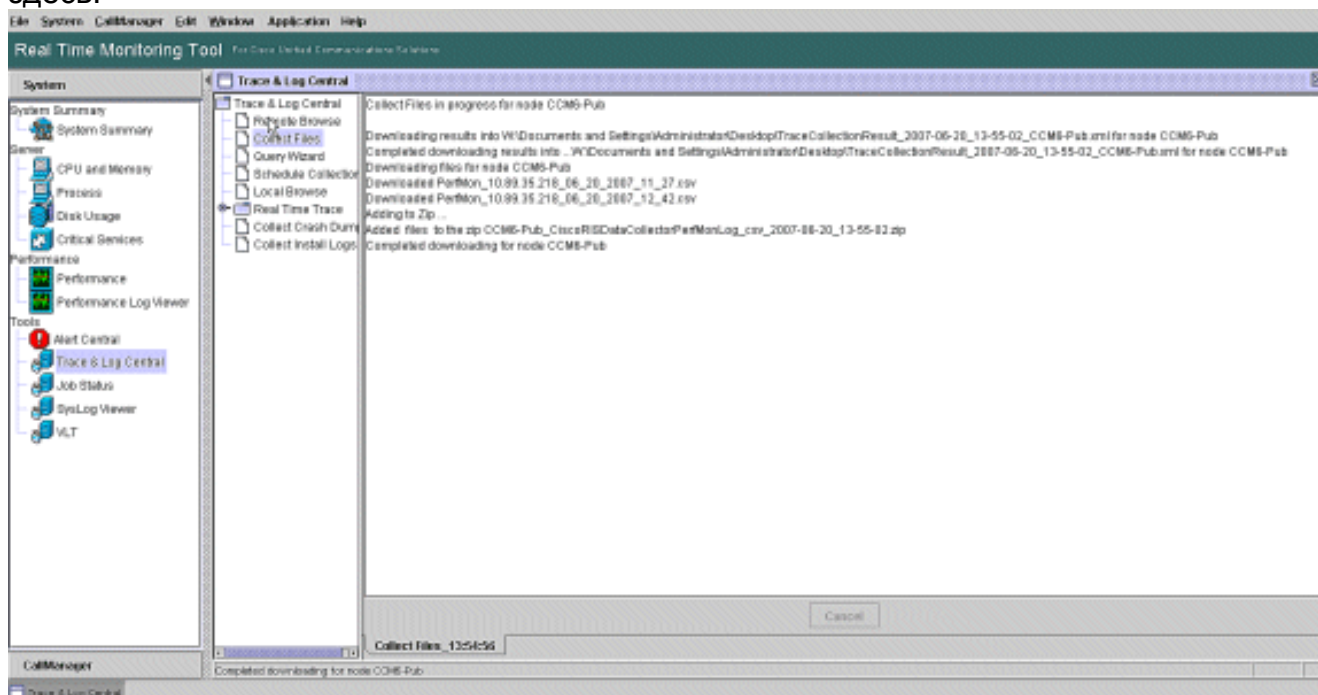 здесь.
File System CallManager Edit Window Application Help
Real Time Monitoring Tool For Cisco Unified Communications Solutions
System
Trace & Log Central
System Summary
System Summary
Server
CPU and Memory
Process
Disk Usage
Critical Services
Performance
Performance
Performance Log Viewer
Tools
Alert Central
Trace & Log Central
Job Status
SysLog Viewer
VLT
CallManager
Trace & Log Central
Remote Browse
Collect Files
Query Wizard
Schedule Collection
Local Browse
Real Time Trace
Collect Crash Dump
Collect Install Logs
Collect Files in progress for node CCM6-Pub
Downloading results into W:\Documents and Settings\Administrator\Desktop\TraceCollectionResult_2007-06-20_13-55-02_CCM6-Pub.xml for node CCM6-Pub
Completed downloading results into ...W:\Documents and Settings\Administrator\Desktop\TraceCollectionResult_2007-06-20_13-55-02_CCM6-Pub.xml for node CCM6-Pub
Downloading files for node CCM6-Pub
Downloaded PerfMon_10.89.35.218_06_20_2007_11_27.csv
Downloaded PerfMon_10.89.35.218_06_20_2007_12_42.csv
Adding to Zip ...
Added files to the zip CCM6-Pub_CiscoRISDataCollectorPerfMonLog_csv_2007-06-20_13-55-02.zip
Completed downloading for node CCM6-Pub
Cancel
Collect Files_13:54:56
Completed downloading for node CCM6-Pub
Trace & Log Central